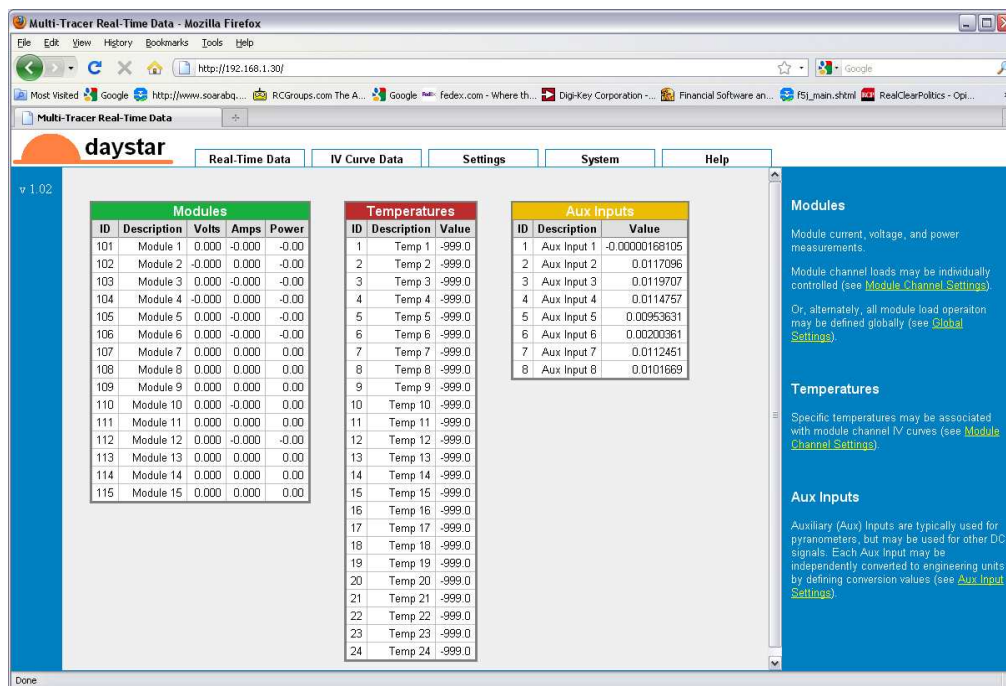 Multi-Tracer Real-Time Data - Mozilla Firefox
File Edit View History Bookmarks Tools Help
http://192.168.1.30/
Google
Most Visited Google http://www.soarabq.... RCGroups.com The A... Google FedEx fedex.com - Where th... Digi-Key Corporation -... Financial Software an... f5j_main.shtml RCP RealClearPolitics - Opi...
Multi-Tracer Real-Time Data
daystar
Real-Time Data IV Curve Data Settings System Help
v 1.02
Modules
ID Description Volts Amps Power
101 Module 1 0.000 -0.000 -0.00
102 Module 2 -0.000 0.000 -0.00
103 Module 3 0.000 -0.000 -0.00
104 Module 4 -0.000 0.000 -0.00
105 Module 5 0.000 -0.000 -0.00
106 Module 6 0.000 -0.000 -0.00
107 Module 7 0.000 0.000 0.00
108 Module 8 0.000 0.000 0.00
109 Module 9 0.000 0.000 0.00
110 Module 10 0.000 -0.000 0.00
111 Module 11 0.000 0.000 0.00
112 Module 12 0.000 -0.000 -0.00
113 Module 13 0.000 0.000 0.00
114 Module 14 0.000 0.000 0.00
115 Module 15 0.000 0.000 0.00
Temperatures
ID Description Value
1 Temp 1 -999.0
2 Temp 2 -999.0
3 Temp 3 -999.0
4 Temp 4 -999.0
5 Temp 5 -999.0
6 Temp 6 -999.0
7 Temp 7 -999.0
8 Temp 8 -999.0
9 Temp 9 -999.0
10 Temp 10 -999.0
11 Temp 11 -999.0
12 Temp 12 -999.0
13 Temp 13 -999.0
14 Temp 14 -999.0
15 Temp 15 -999.0
16 Temp 16 -999.0
17 Temp 17 -999.0
18 Temp 18 -999.0
19 Temp 19 -999.0
20 Temp 20 -999.0
21 Temp 21 -999.0
22 Temp 22 -999.0
23 Temp 23 -999.0
24 Temp 24 -999.0
Aux Inputs
ID Description Value
1 Aux Input 1 -0.00000168105
2 Aux Input 2 0.0117096
3 Aux Input 3 0.0119707
4 Aux Input 4 0.0114757
5 Aux Input 5 0.00953631
6 Aux Input 6 0.00200361
7 Aux Input 7 0.0112451
8 Aux Input 8 0.0101669
Modules
Module current, voltage, and power
measurements.
Module channel loads may be individually
controlled (see Module Channel Settings).
Or, alternately, all module load operaiton
may be defined globally (see Global
Settings).
Temperatures
Specific temperatures may be associated
with module channel IV curves (see Module
Channel Settings).
Aux Inputs
Auxiliary (Aux) Inputs are typically used for
pyranometers, but may be used for other DC
signals. Each Aux Input may be
independently converted to engineering units
by defining conversion values (see Aux Input
Settings).
Done